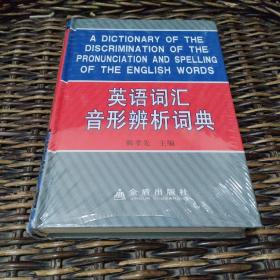 A DICTIONARY OF THE
DISCRIMINATION OF THE
PRONUNCIATION AND SPELLING
OF THE ENGLISH WORDS
英语词汇
音形辨析词典
主编
金盾出版社